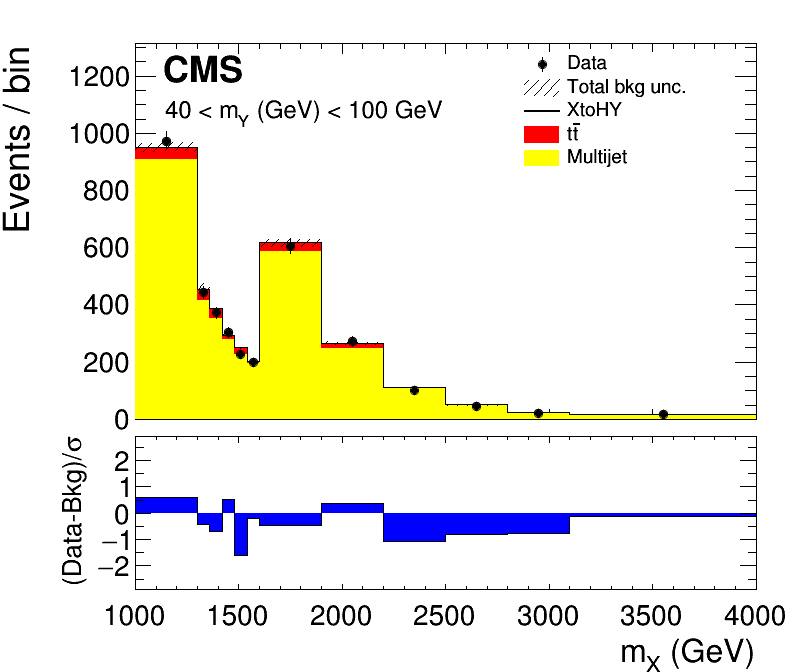 CMS
40 < mY (GeV) < 100 GeV
Data
Total bkg unc.
XtoHY
tt̄
Multijet
Events / bin
1200
1000
800
600
400
200
0
(Data-Bkg)/σ
2
1
0
−1
−2
1000 1500 2000 2500 3000 3500 4000
mX (GeV)